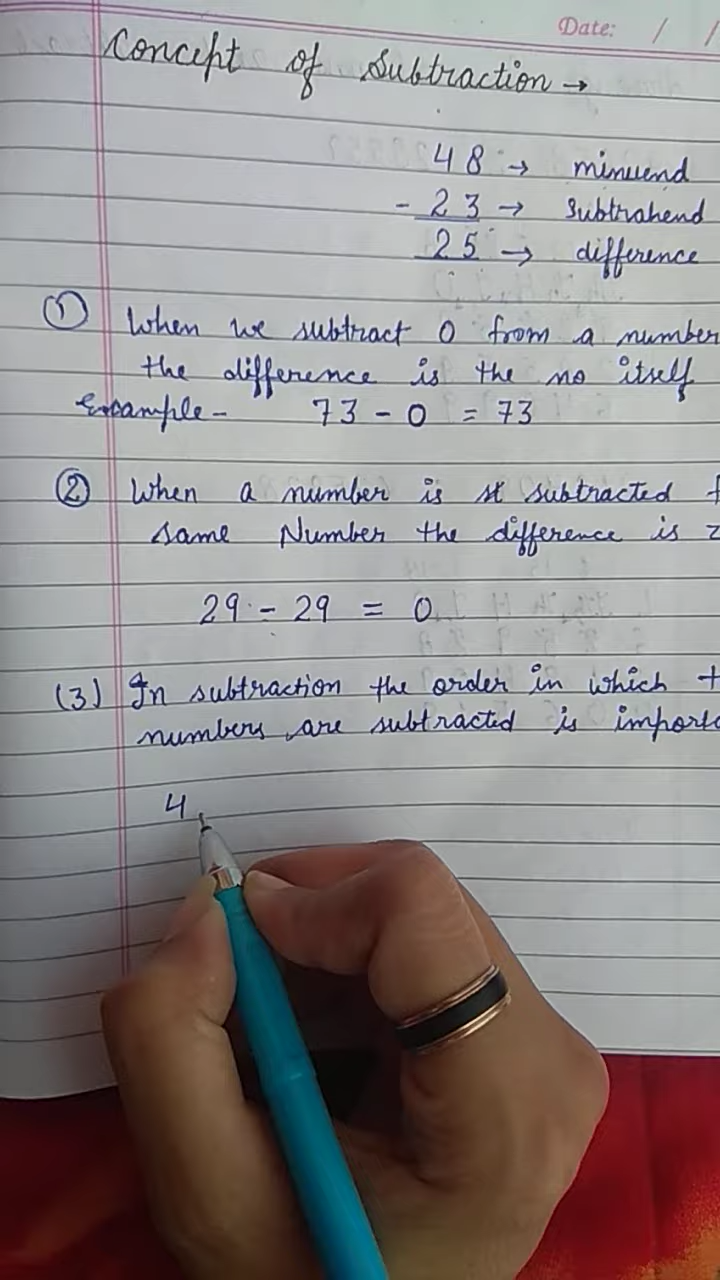 Date: / /
Concept of Subtraction →
48 → minuend
- 23 → Subtrahend
25 → difference
① When we subtract 0 from a number
the difference is the no itself
Example - 73 - 0 = 73
② When a number is st subtracted f
same Number the difference is z
29 - 29 = 0
(3) In subtraction the order in which t
numbers are subtracted is importa
4